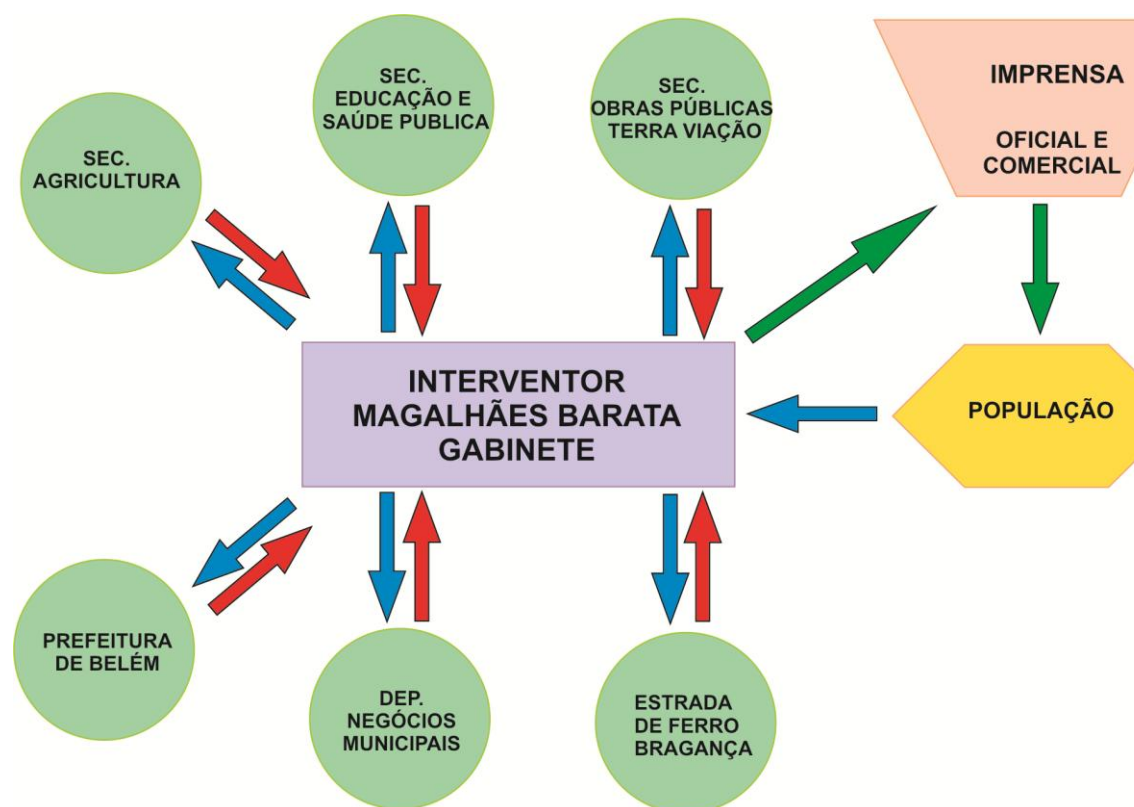 SEC.
EDUCAÇÃO E
SAÚDE PUBLICA
SEC.
OBRAS PÚBLICAS
TERRA VIAÇÃO
IMPRENSA
OFICIAL E
COMERCIAL
SEC.
AGRICULTURA
INTERVENTOR
MAGALHÃES BARATA
GABINETE
POPULAÇÃO
PREFEITURA
DE BELÉM
DEP.
NEGÓCIOS
MUNICIPAIS
ESTRADA
DE FERRO
BRAGANÇA